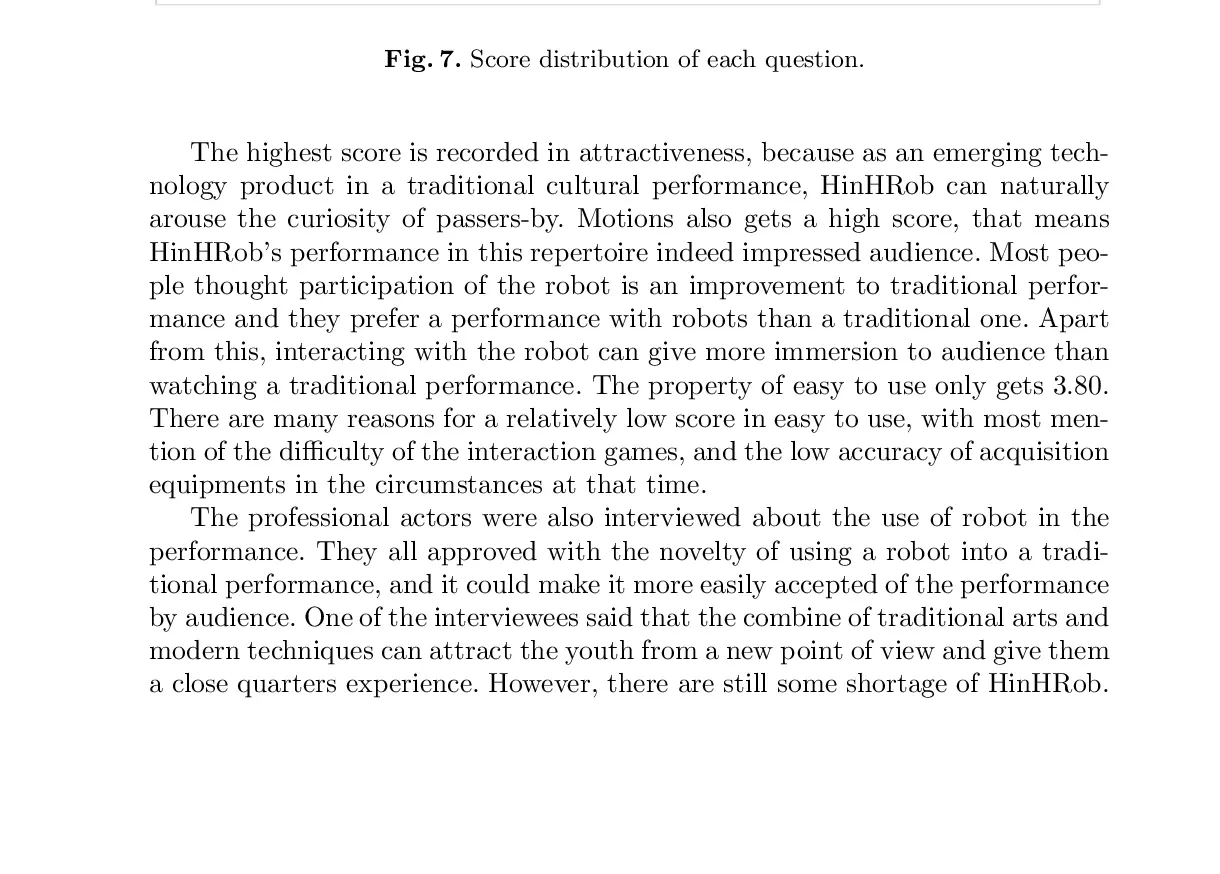 Fig. 7. Score distribution of each question.
The highest score is recorded in attractiveness, because as an emerging tech-
nology product in a traditional cultural performance, HinHRob can naturally
arouse the curiosity of passers-by. Motions also gets a high score, that means
HinHRob's performance in this repertoire indeed impressed audience. Most peo-
ple thought participation of the robot is an improvement to traditional perfor-
mance and they prefer a performance with robots than a traditional one. Apart
from this, interacting with the robot can give more immersion to audience than
watching a traditional performance. The property of easy to use only gets 3.80.
There are many reasons for a relatively low score in easy to use, with most men-
tion of the difficulty of the interaction games, and the low accuracy of acquisition
equipments in the circumstances at that time.
The professional actors were also interviewed about the use of robot in the
performance. They all approved with the novelty of using a robot into a tradi-
tional performance, and it could make it more easily accepted of the performance
by audience. One of the interviewees said that the combine of traditional arts and
modern techniques can attract the youth from a new point of view and give them
a close quarters experience. However, there are still some shortage of HinHRob.